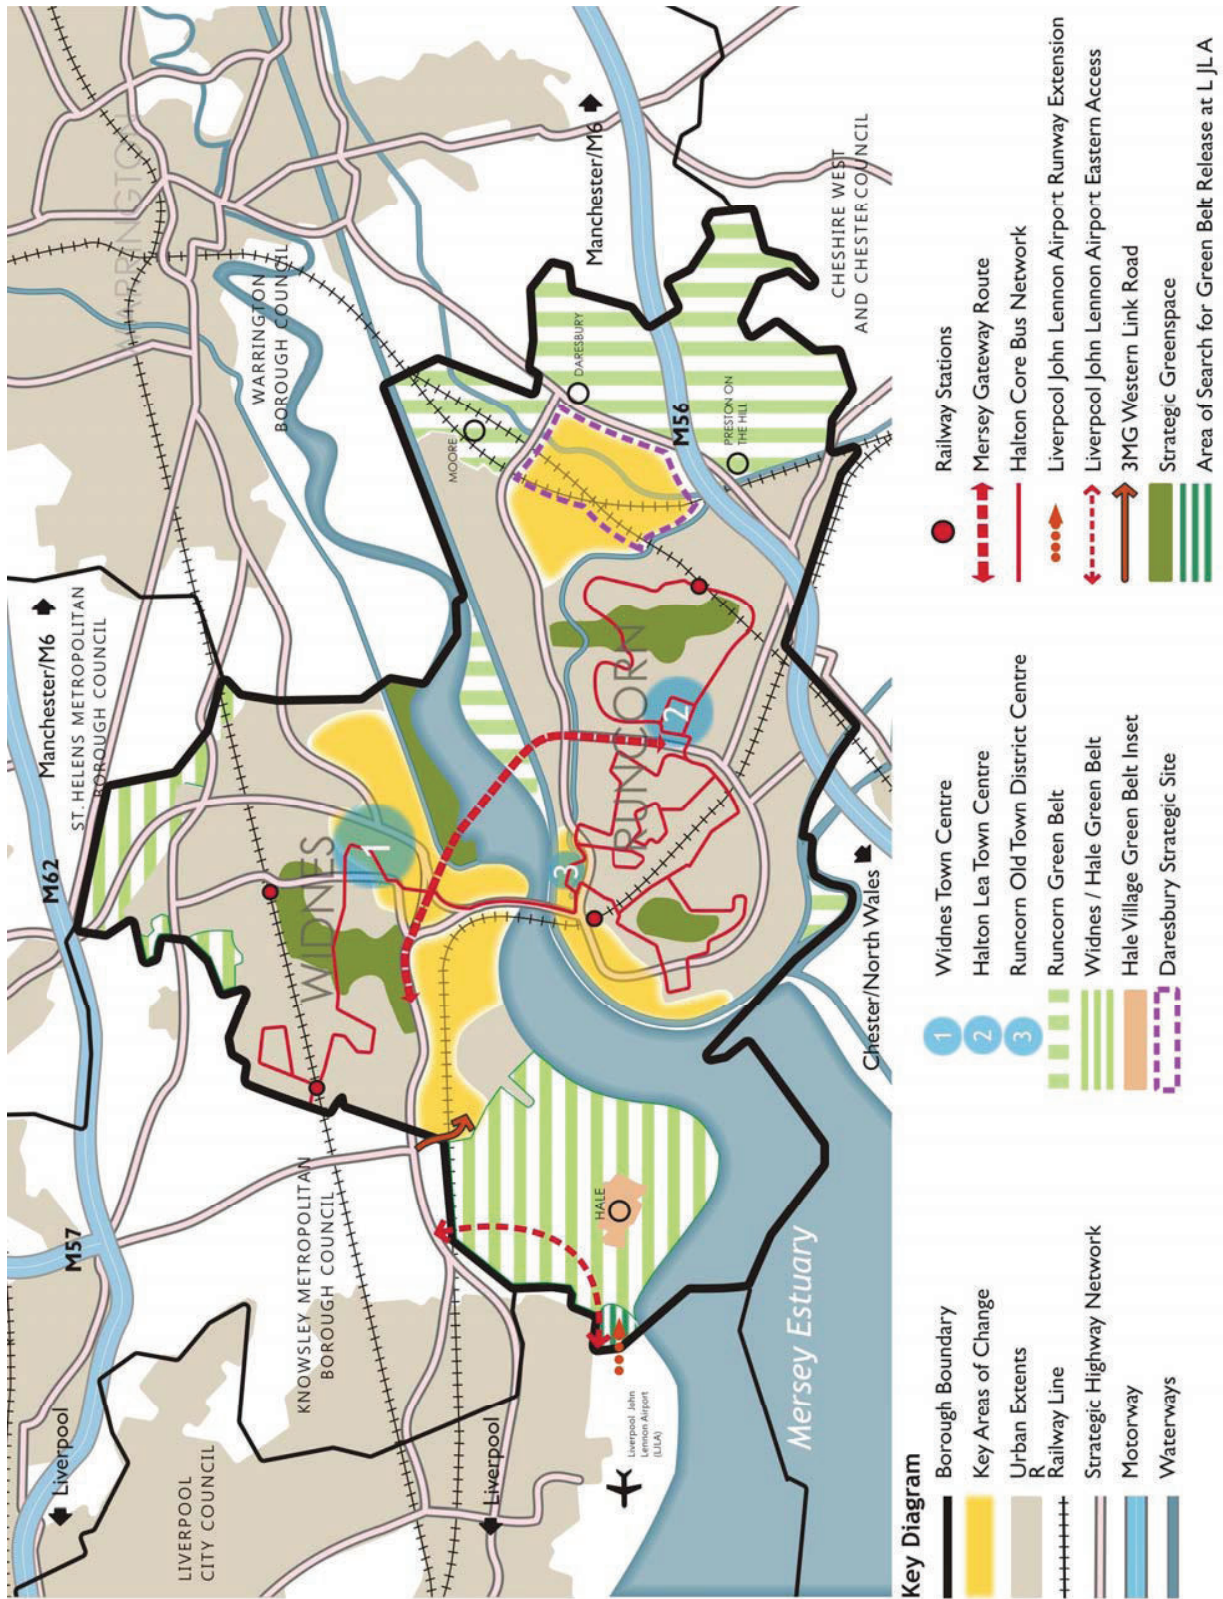 M62
M57
Manchester/M6
ST. HELENS METROPOLITAN
BOROUGH COUNCIL
Liverpool
LIVERPOOL
CITY COUNCIL
KNOWSLEY METROPOLITAN
BOROUGH COUNCIL
Liverpool
WARRINGTON
WARRINGTON
BOROUGH COUNCIL
WIDNES
1
MOORE
DARESBURY
Manchester/M6
M56
PRESTON ON
THE HILL
CHESHIRE WEST
AND CHESTER COUNCIL
HALE
Liverpool John
Lennon Airport
(LJLA)
3
RUNCORN
2
Mersey Estuary
Chester/North Wales
Key Diagram
Borough Boundary
Key Areas of Change
Urban Extents
R
Railway Line
Strategic Highway Network
Motorway
Waterways
1 Widnes Town Centre
2 Halton Lea Town Centre
3 Runcorn Old Town District Centre
Runcorn Green Belt
Widnes / Hale Green Belt
Hale Village Green Belt Inset
Daresbury Strategic Site
Railway Stations
Mersey Gateway Route
Halton Core Bus Network
Liverpool John Lennon Airport Runway Extension
Liverpool John Lennon Airport Eastern Access
3MG Western Link Road
Strategic Greenspace
Area of Search for Green Belt Release at LJLA